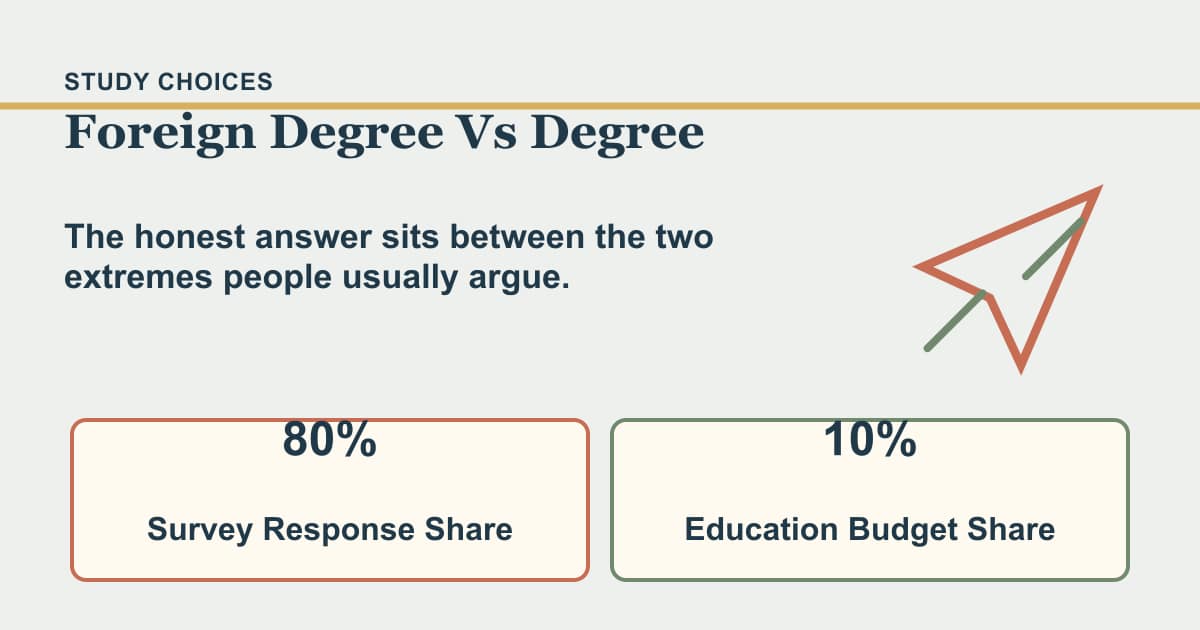 STUDY CHOICES
Foreign Degree Vs Degree
The honest answer sits between the two
extremes people usually argue.
80%
Survey Response Share
10%
Education Budget Share